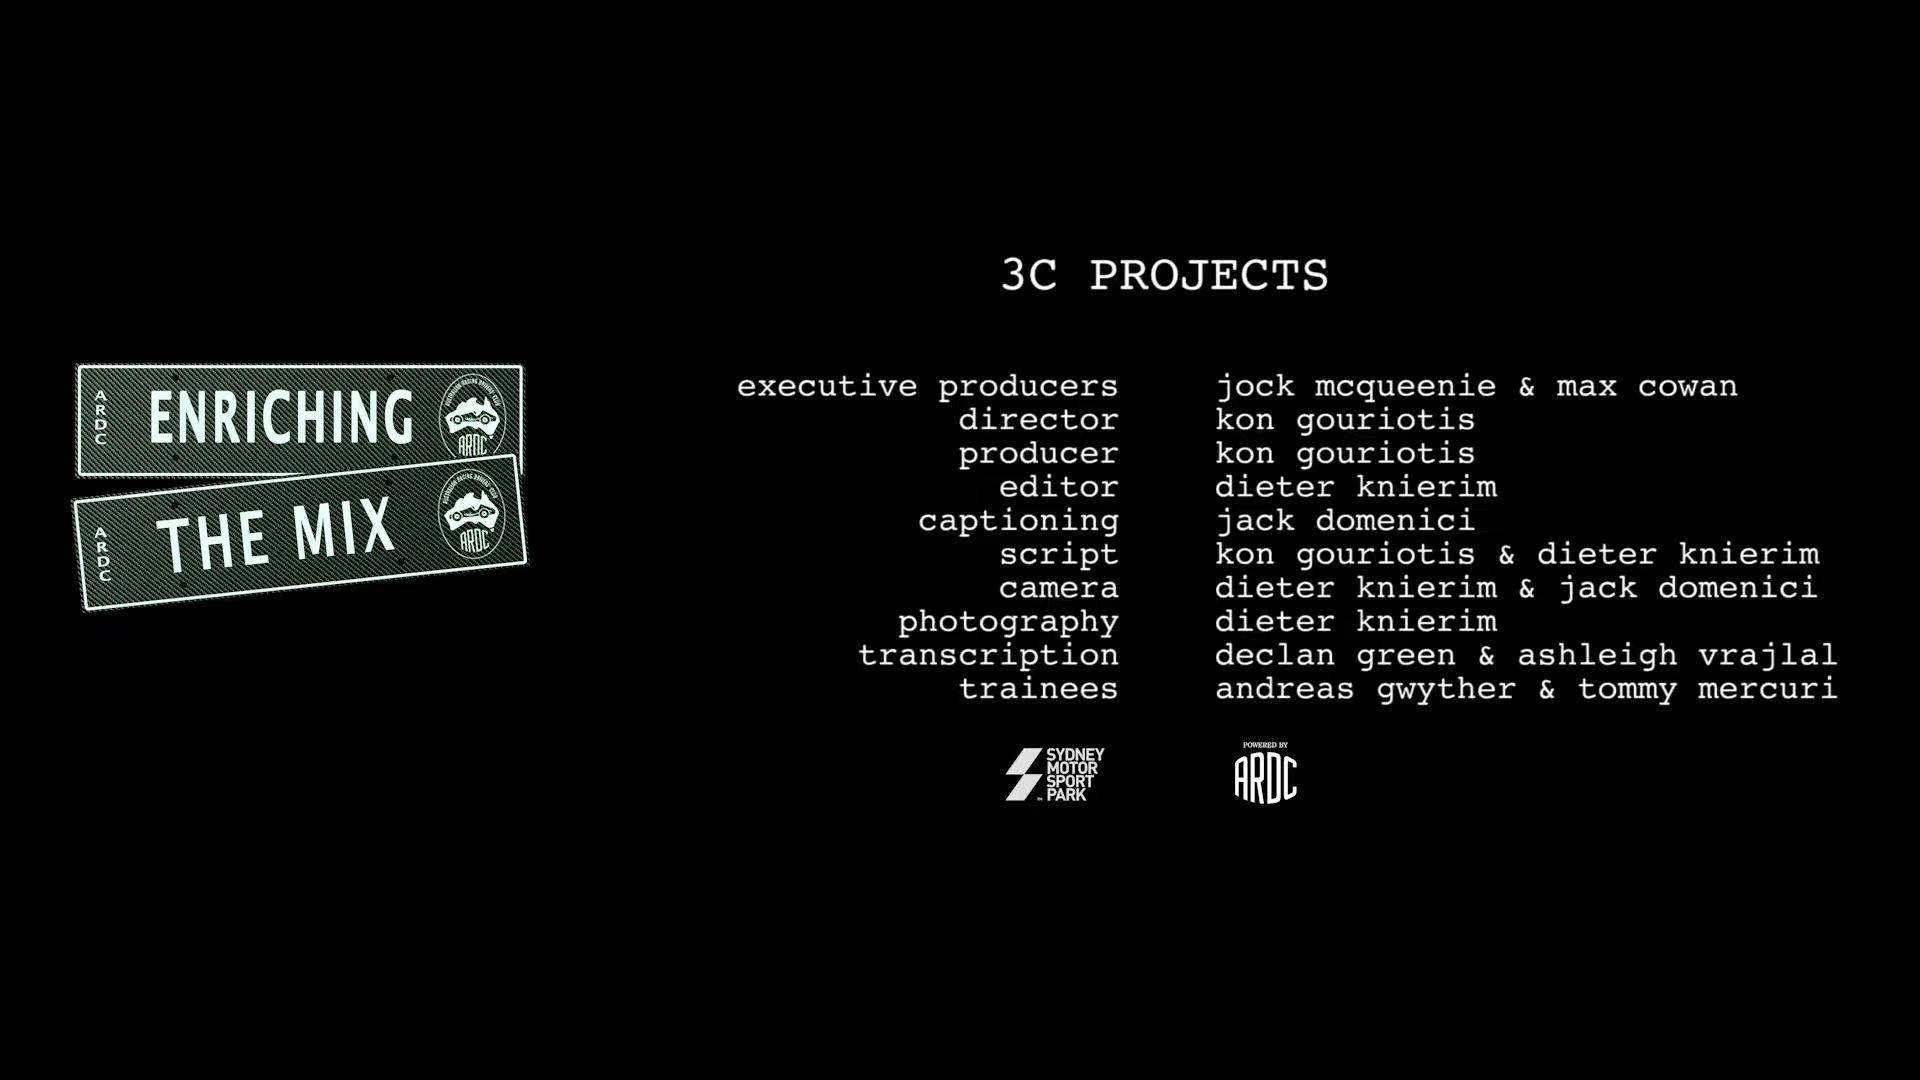 3C PROJECTS
ARDC
ENRICHING
ARDC
ARDC
THE MIX
ARDC
executive producers jock mcqueenie & max cowan
director kon gouriotis
producer kon gouriotis
editor dieter knierim
captioning jack domenici
script kon gouriotis & dieter knierim
camera dieter knierim & jack domenici
photography dieter knierim
transcription declan green & ashleigh vrajlal
trainees andreas gwyther & tommy mercuri
SYDNEY
MOTOR
SPORT
PARK
POWERED BY
ARDC